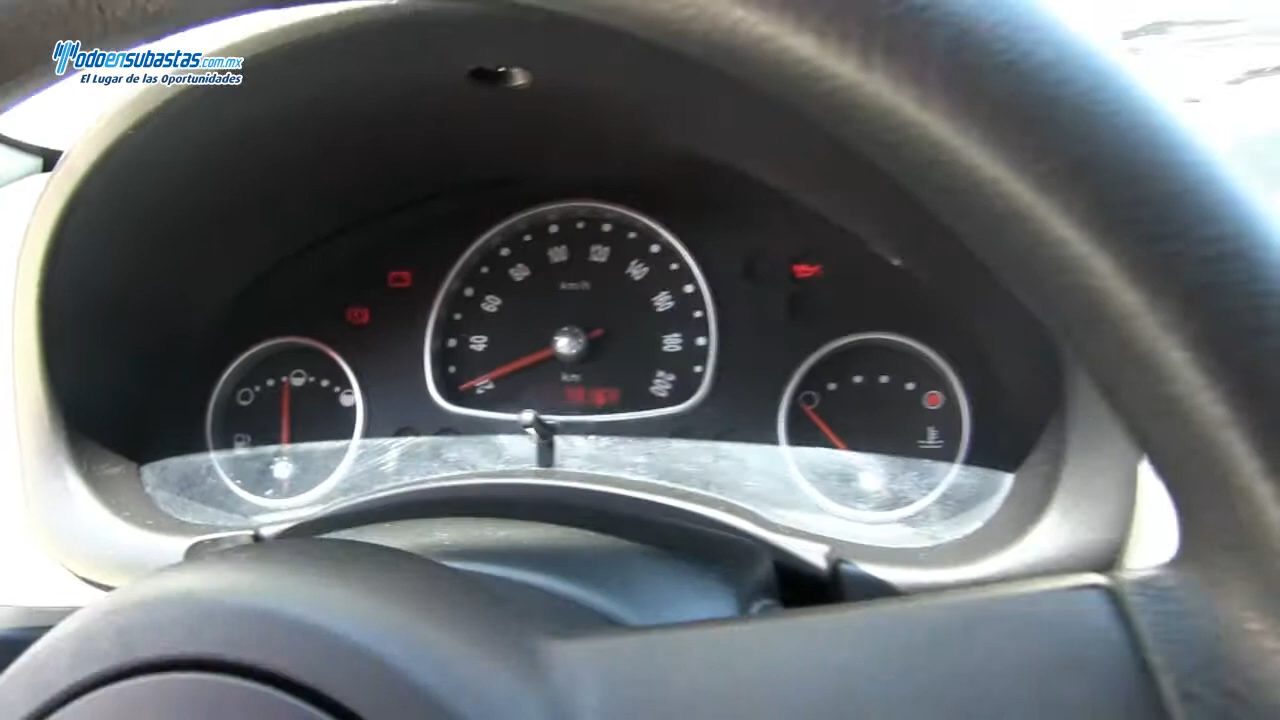 Todoensubastas.com.mx
El Lugar de las Oportunidades
100 120
80 140
km/h
60 160
40 180
km
20 200